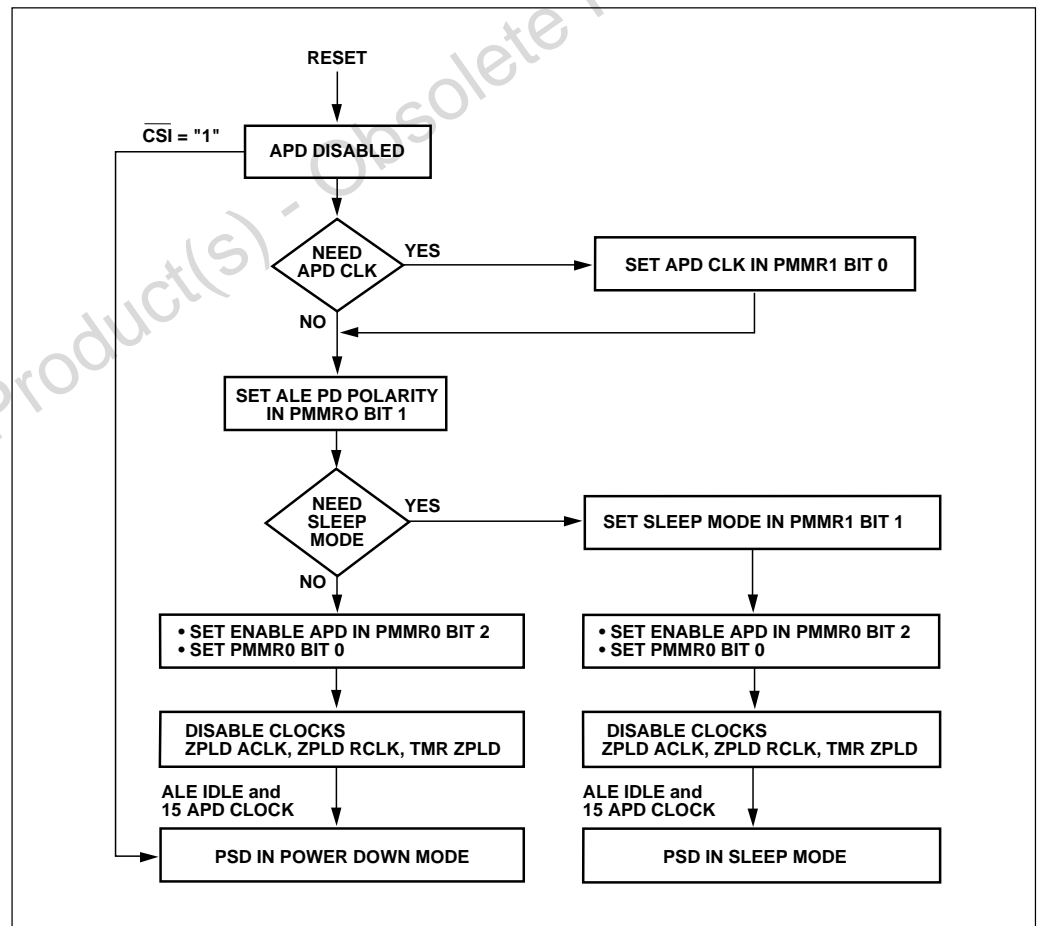 RESET
CSI = "1"
APD DISABLED
NEED
APD CLK
YES
SET APD CLK IN PMMR1 BIT 0
NO
SET ALE PD POLARITY
IN PMMRO BIT 1
NEED
SLEEP
MODE
YES
SET SLEEP MODE IN PMMR1 BIT 1
NO
• SET ENABLE APD IN PMMR0 BIT 2
• SET PMMR0 BIT 0
• SET ENABLE APD IN PMMR0 BIT 2
• SET PMMR0 BIT 0
DISABLE CLOCKS
ZPLD ACLK, ZPLD RCLK, TMR ZPLD
DISABLE CLOCKS
ZPLD ACLK, ZPLD RCLK, TMR ZPLD
ALE IDLE and
15 APD CLOCK
ALE IDLE and
15 APD CLOCK
PSD IN POWER DOWN MODE
PSD IN SLEEP MODE
Product(s) - Obsolete